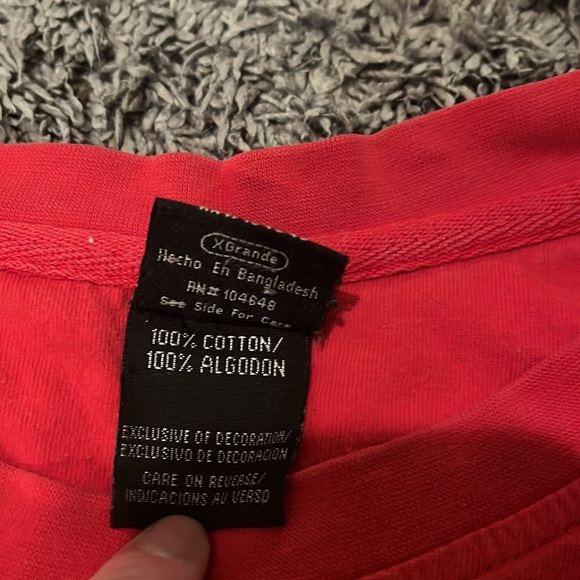 XGrande
Hecho En Bangladesh
RN# 104648
See Side For Care
100% COTTON/
100% ALGODON
EXCLUSIVE OF DECORATION/
EXCLUSIVO DE DECORACION
CARE ON REVERSE/
INDICACIONS AU VERSO